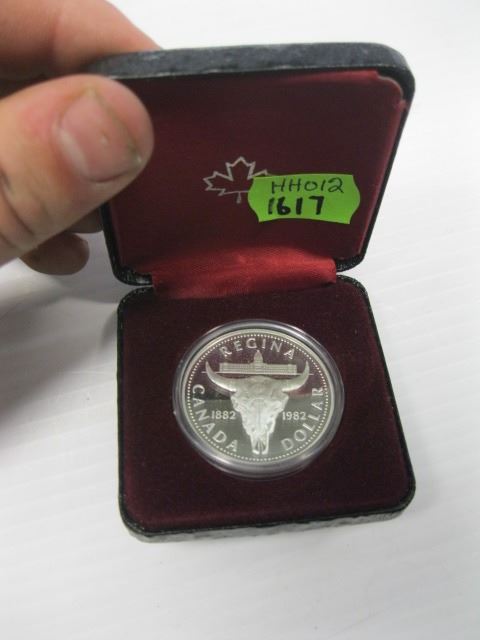 HH012
1617
REGINA
1882 1982
CANADA DOLLAR